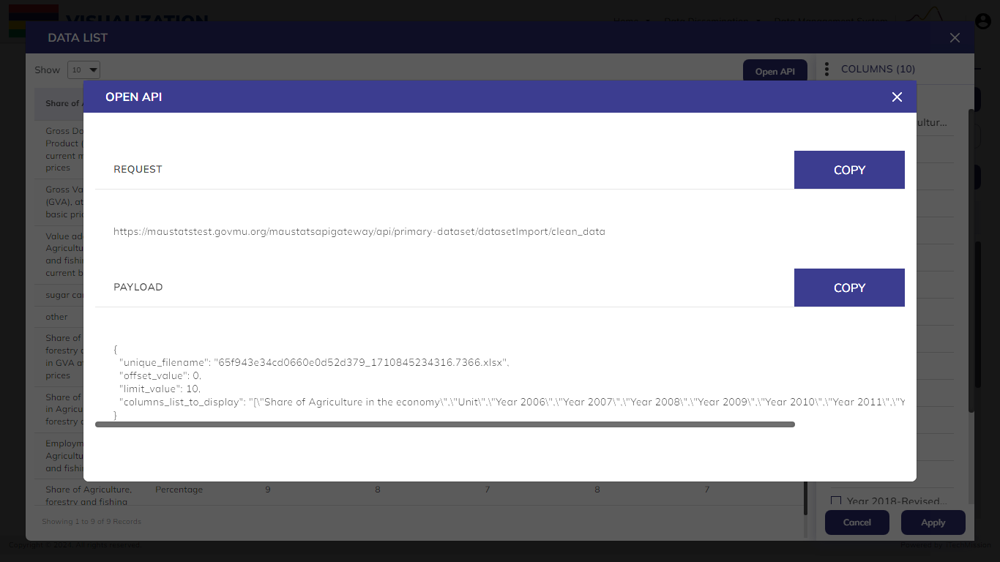 VISUALIZATION
Home
Data Dissemination
Data Management System
DATA LIST
Show
10
Open API
COLUMNS (10)
OPEN API
Share of A
ultur...
Gross Do
Product (
current m
prices
REQUEST
COPY
Gross Va
(GVA), at
basic pri
https://maustatstest.govmu.org/maustatsapigateway/api/primary-dataset/datasetImport/clean_data
Value ad
Agricultu
and fishi
current b
PAYLOAD
COPY
sugar ca
other
Share of
forestry
in GVA a
prices
{
"unique_filename": "65f943e34cd0660e0d52d379_1710845234316.7366.xlsx",
"offset_value": 0,
"limit_value": 10,
"columns_list_to_display": "[\"Share of Agriculture in the economy\",\"Unit\",\"Year 2006\",\"Year 2007\",\"Year 2008\",\"Year 2009\",\"Year 2010\",\"Year 2011\",\"Y
}
Share of
in Agricu
forestry
Employm
Agricultu
and fishi
Share of Agriculture,
forestry and fishing
Percentage
9
8
7
8
7
Year 2018-Revised...
Showing 1 to 9 of 9 Records
Cancel
Apply
Copyright © 2024. All rights reserved
Powered by